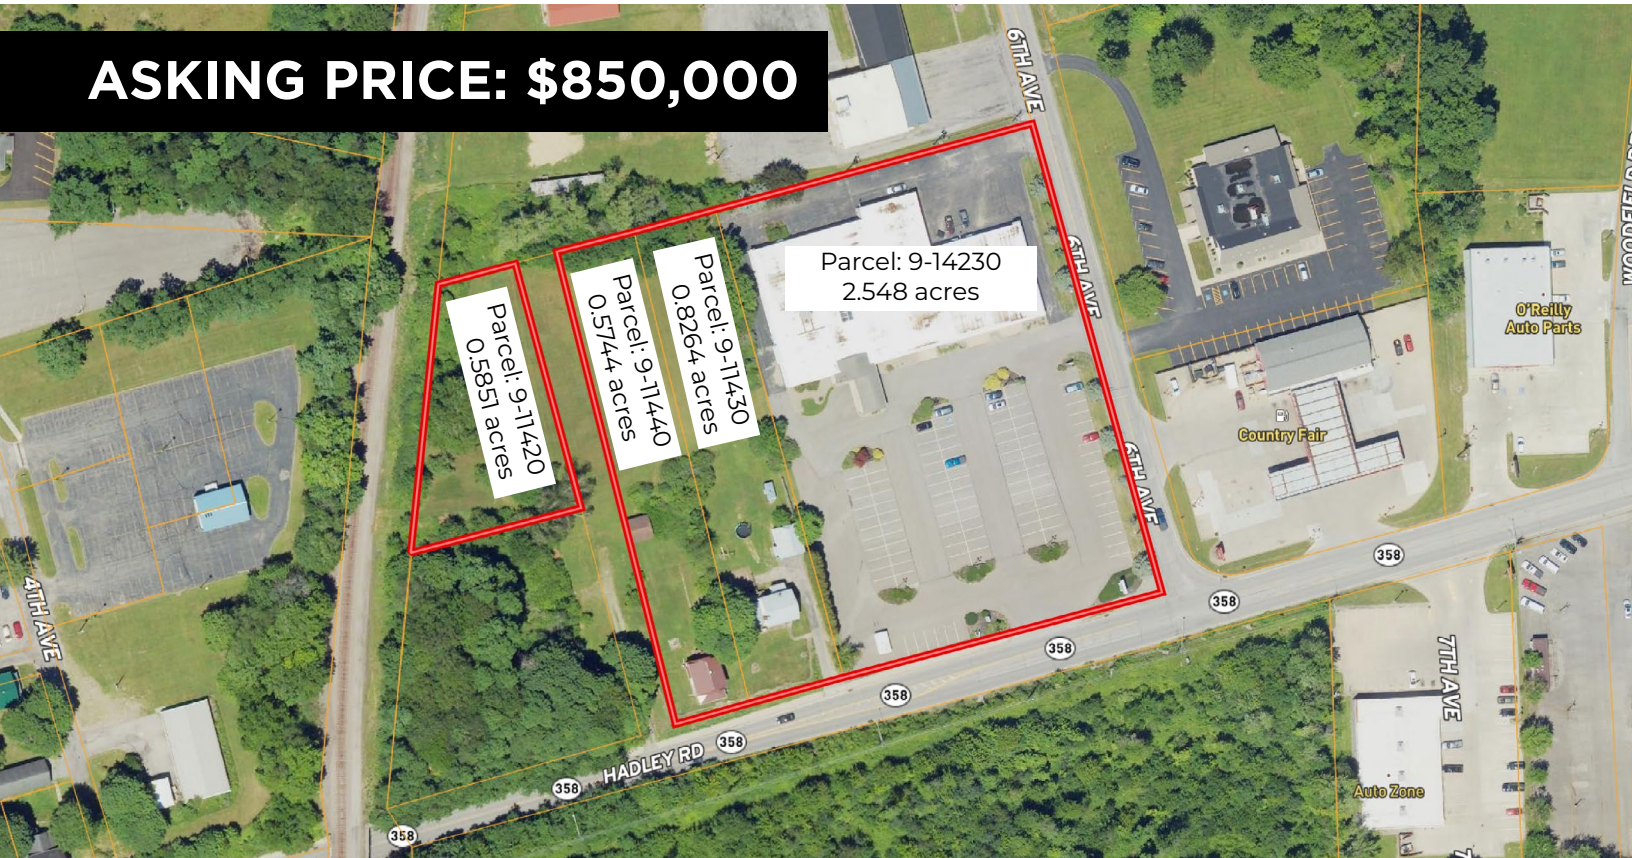 ASKING PRICE: $850,000
6TH AVE
Parcel: 9-14230
2.548 acres
6TH AVE
Parcel: 9-11430
0.8264 acres
Parcel: 9-11440
0.5744 acres
Parcel: 9-11420
0.5851 acres
O'Reilly
Auto Parts
Country Fair
6TH AVE
358
358
358
358
HADLEY RD
358
358
358
4TH AVE
7TH AVE
Auto Zone